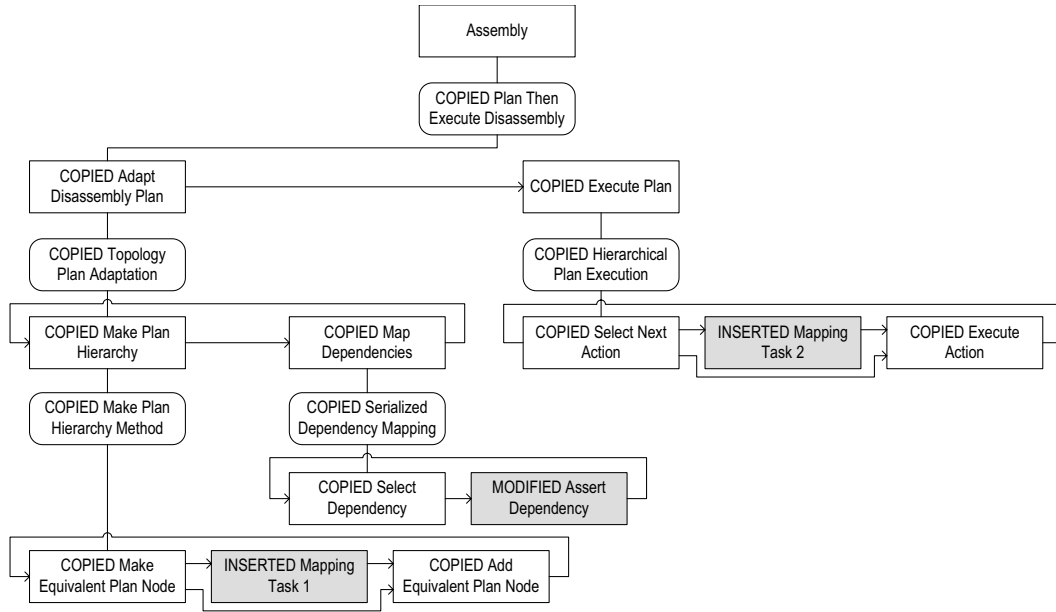 Assembly
COPIED Plan Then
Execute Disassembly
COPIED Adapt
Disassembly Plan
COPIED Execute Plan
COPIED Topology
Plan Adaptation
COPIED Hierarchical
Plan Execution
COPIED Make Plan
Hierarchy
COPIED Map
Dependencies
COPIED Select Next
Action
INSERTED Mapping
Task 2
COPIED Execute
Action
COPIED Make Plan
Hierarchy Method
COPIED Serialized
Dependency Mapping
COPIED Select
Dependency
MODIFIED Assert
Dependency
COPIED Make
Equivalent Plan Node
INSERTED Mapping
Task 1
COPIED Add
Equivalent Plan Node